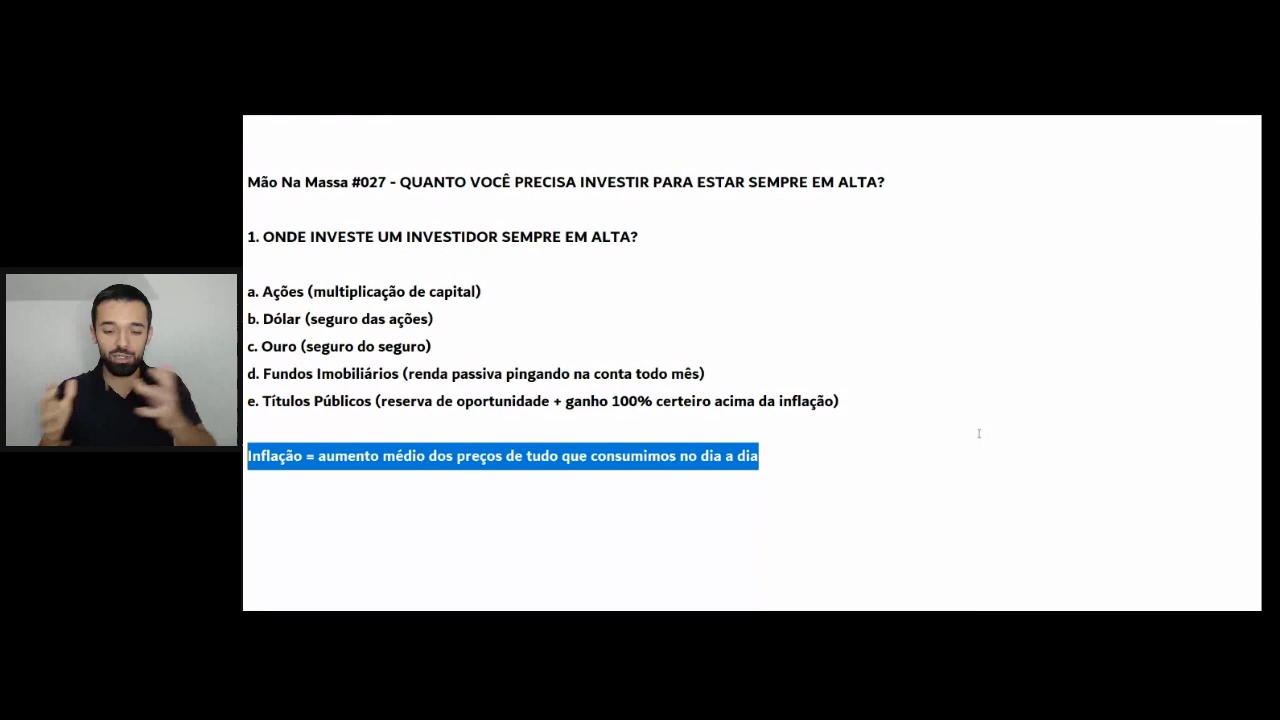 Mão Na Massa #027 - QUANTO VOCÊ PRECISA INVESTIR PARA ESTAR SEMPRE EM ALTA?
1. ONDE INVESTE UM INVESTIDOR SEMPRE EM ALTA?
a. Ações (multiplicação de capital)
b. Dólar (seguro das ações)
c. Ouro (seguro do seguro)
d. Fundos Imobiliários (renda passiva pingando na conta todo mês)
e. Títulos Públicos (reserva de oportunidade + ganho 100% certeiro acima da inflação)
Inflação = aumento médio dos preços de tudo que consumimos no dia a dia